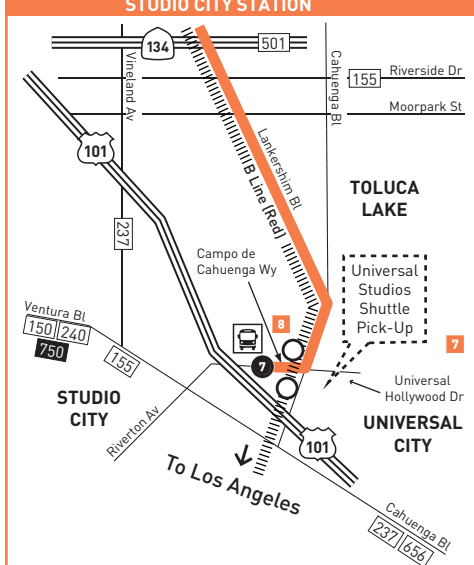 STUDIO CITY STATION
134
501
Vineland Av
Cahuenga Bl
155
Riverside Dr
Moorpark St
101
Lankershim Bl
B Line (Red)
TOLUCA
LAKE
237
Campo de
Cahuenga Wy
Universal
Studios
Shuttle
Pick-Up
Ventura Bl
150 240
750
155
8
7
7
STUDIO
CITY
Riverton Av
Universal
Hollywood Dr
UNIVERSAL
CITY
101
To Los Angeles
Cahuenga Bl
237 656